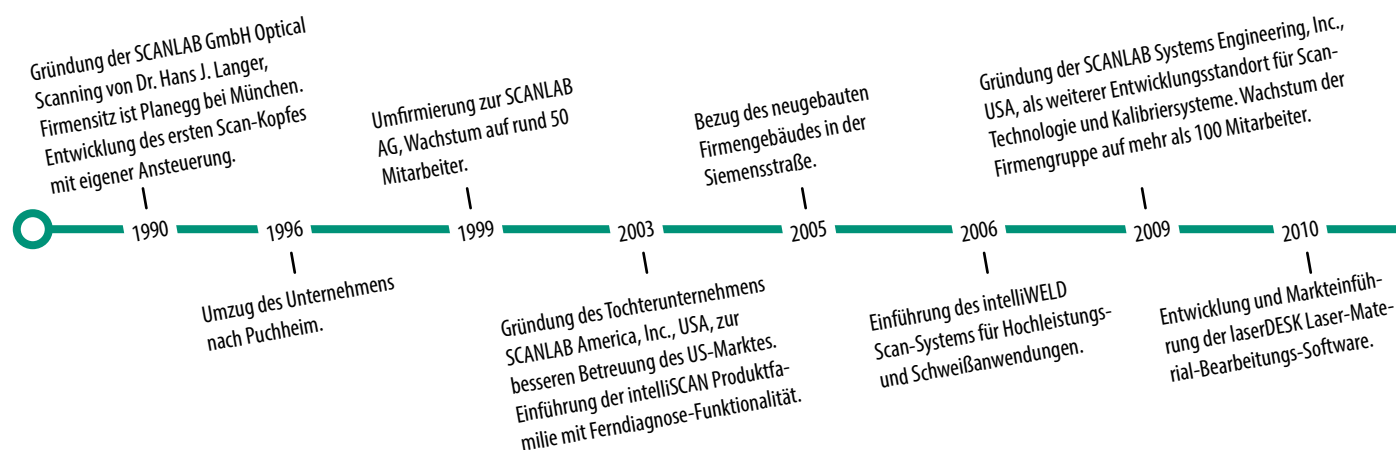 Gründung der SCANLAB GmbH Optical
Scanning von Dr. Hans J. Langer,
Firmensitz ist Planegg bei München.
Entwicklung des ersten Scan-Kopfes
mit eigener Ansteuerung.
1990
1996
Umzug des Unternehmens
nach Puchheim.
Umfirmierung zur SCANLAB
AG, Wachstum auf rund 50
Mitarbeiter.
1999
2003
Gründung des Tochterunternehmens
SCANLAB America, Inc., USA, zur
besseren Betreuung des US-Marktes.
Einführung der intelliSCAN Produktfa-
milie mit Ferndiagnose-Funktionalität.
Bezug des neugebauten
Firmengebäudes in der
Siemensstraße.
2005
2006
Einführung des intelliWELD
Scan-Systems für Hochleistungs-
und Schweißanwendungen.
Gründung der SCANLAB Systems Engineering, Inc.,
USA, als weiterer Entwicklungsstandort für Scan-
Technologie und Kalibriersysteme. Wachstum der
Firmengruppe auf mehr als 100 Mitarbeiter.
2009
2010
Entwicklung und Markteinfüh-
rung der laserDESK Laser-Mate-
rial-Bearbeitungs-Software.